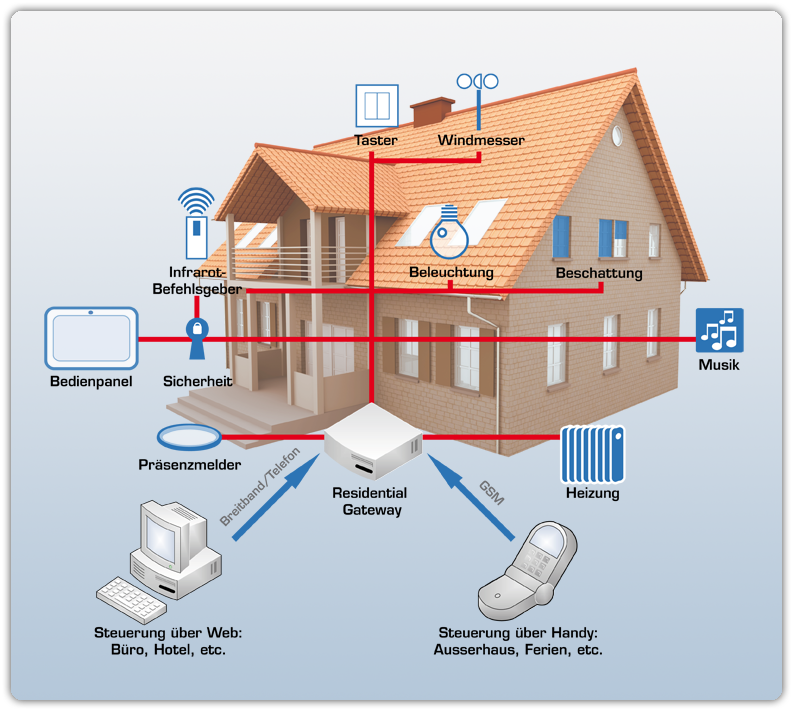 Taster
Windmesser
Infrarot-
Befehlsgeber
Beleuchtung
Beschattung
Bedienpanel
Sicherheit
Musik
Präsenzmelder
Breitband/Telefon
Residential
Gateway
GSM
Heizung
Steuerung über Web:
Büro, Hotel, etc.
Steuerung über Handy:
Ausserhaus, Ferien, etc.